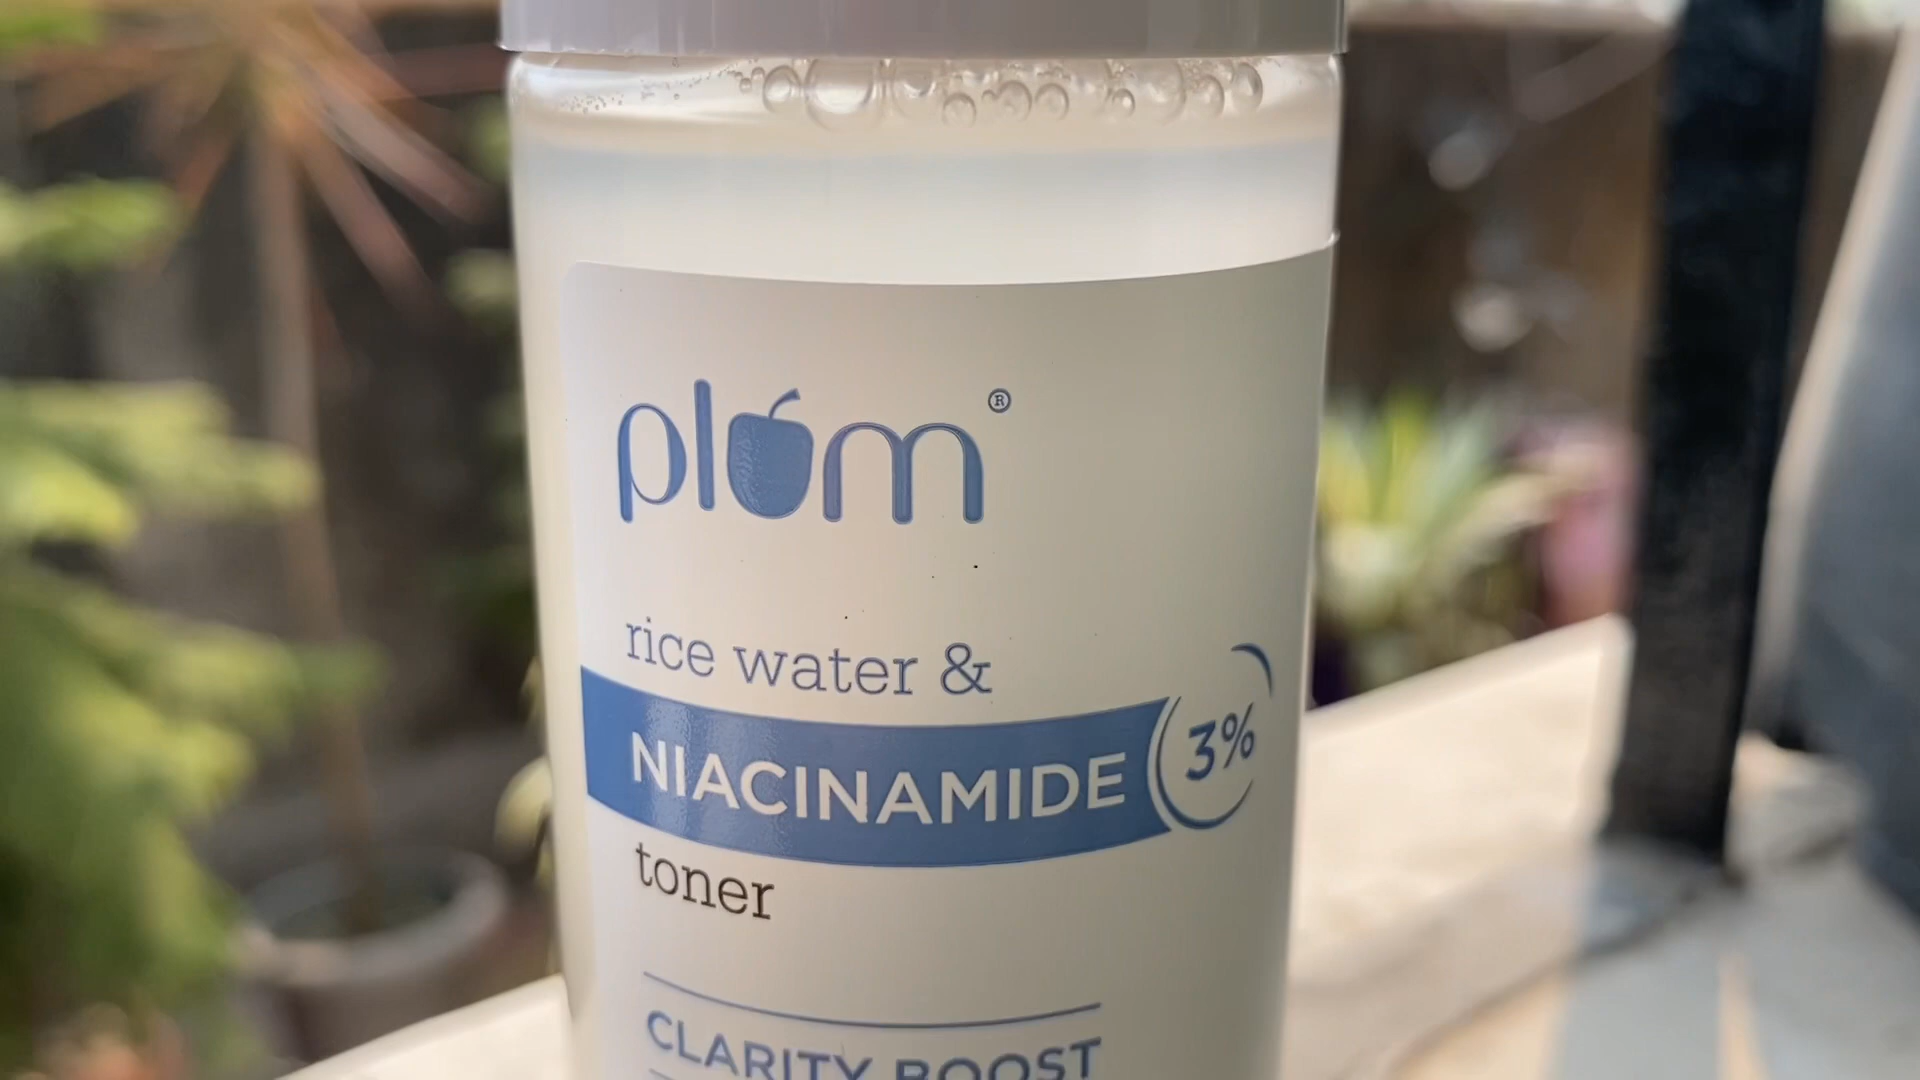 plum®
rice water &
NIACINAMIDE 3%
toner
CLARITY BOOST